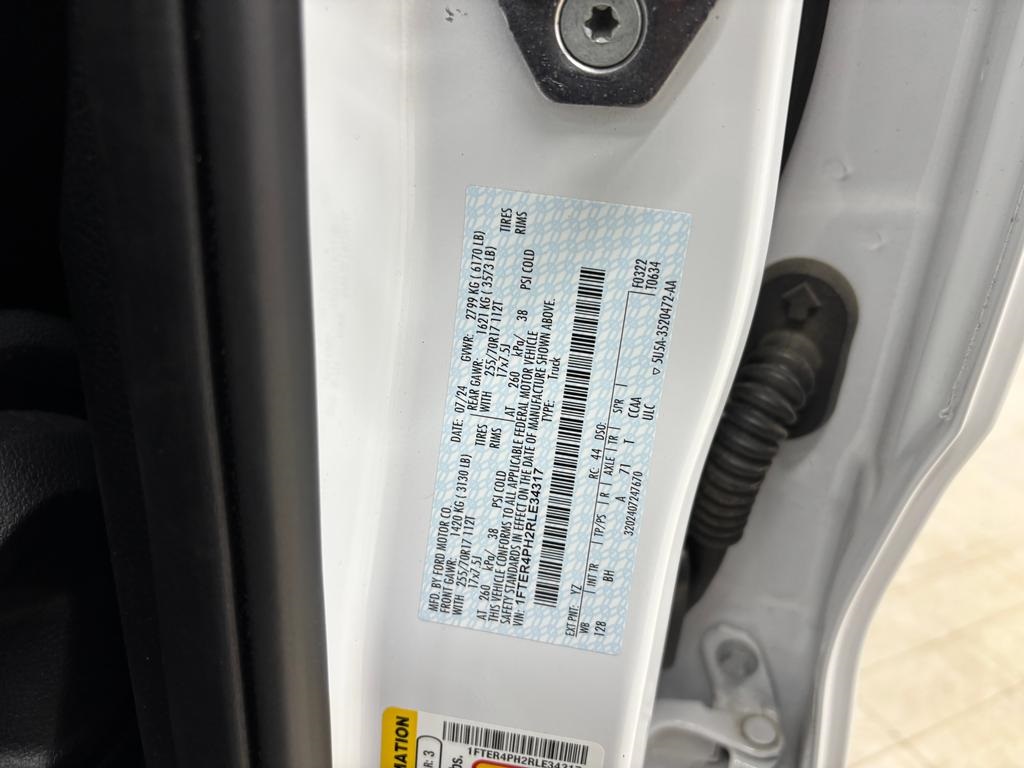 MFD. BY FORD MOTOR CO. DATE: 07/24 GVWR: 2799 KG ( 6170 LB)
FRONT GAWR: 1420 KG ( 3130 LB) REAR GAWR: 1621 KG ( 3573 LB)
WITH 255/70R17 112T TIRES WITH 255/70R17 112T TIRES
17x7.5J RIMS 17x7.5J RIMS
AT 260 kPa/ 38 PSI COLD AT 260 kPa/ 38 PSI COLD
THIS VEHICLE CONFORMS TO ALL APPLICABLE FEDERAL MOTOR VEHICLE
SAFETY STANDARDS IN EFFECT ON THE DATE OF MANUFACTURE SHOWN ABOVE.
VIN: 1FTER4PH2RLE34317 TYPE: Truck
EXT PNT: YZ RC: 44 DSO: F0322
WB INT TR TP/PS R AXLE TR SPR T0634
128 BH A 71 T CCAA
3202407247670 ULC
▽ 5U5A-3520472-AA
MATION
R: 3
bs.
1FTER4PH2RLE34317